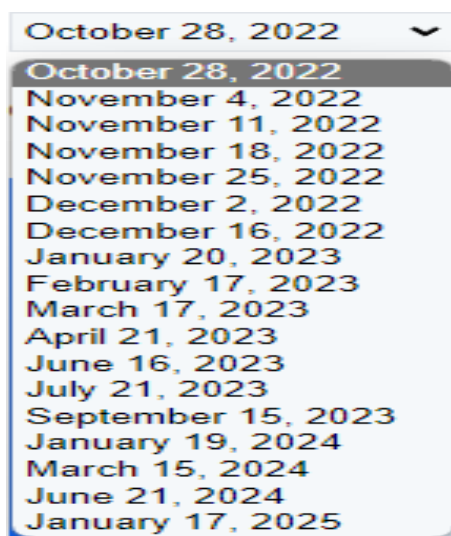 October 28, 2022
October 28, 2022
November 4, 2022
November 11, 2022
November 18, 2022
November 25, 2022
December 2, 2022
December 16, 2022
January 20, 2023
February 17, 2023
March 17, 2023
April 21, 2023
June 16, 2023
July 21, 2023
September 15, 2023
January 19, 2024
March 15, 2024
June 21, 2024
January 17, 2025